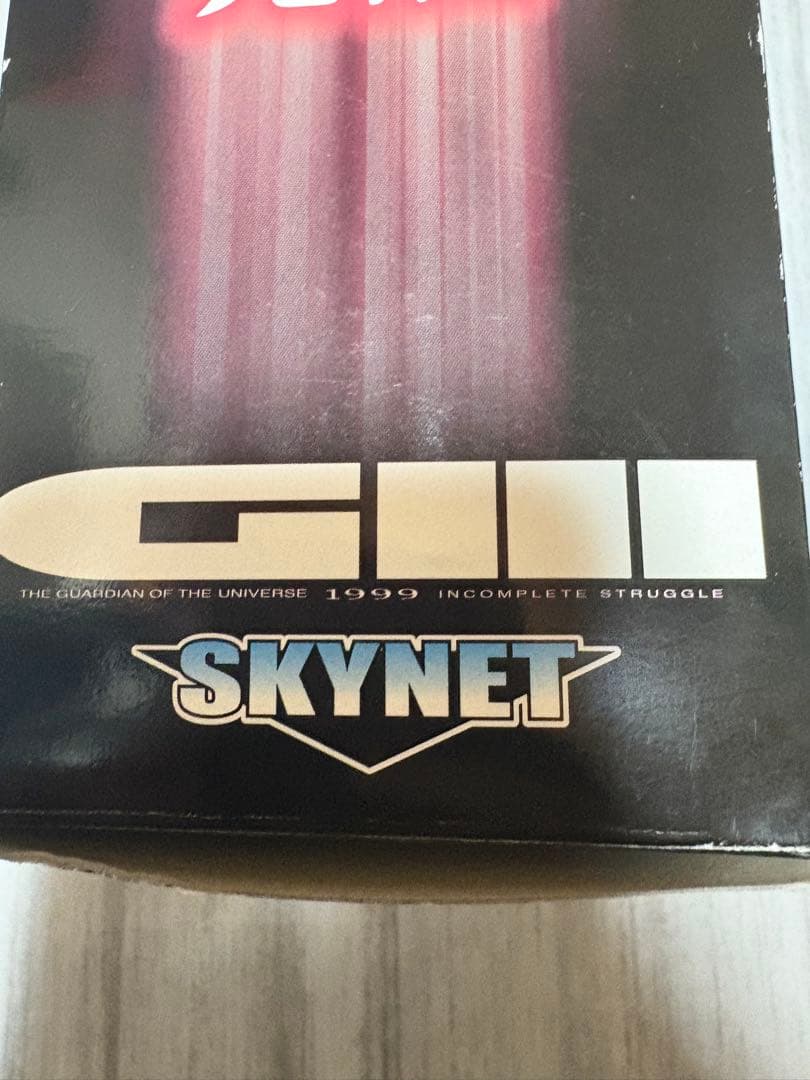 GIII
THE GUARDIAN OF THE UNIVERSE 1999 INCOMPLETE STRUGGLE
SKYNET